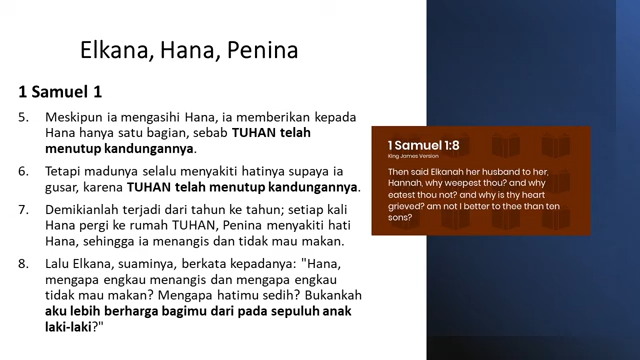 Elkana, Hana, Penina
1 Samuel 1
5. Meskipun ia mengasihi Hana, ia memberikan kepada
Hana hanya satu bagian, sebab TUHAN telah
menutup kandungannya.
6. Tetapi madunya selalu menyakiti hatinya supaya ia
gusar, karena TUHAN telah menutup kandungannya.
7. Demikianlah terjadi dari tahun ke tahun; setiap kali
Hana pergi ke rumah TUHAN, Penina menyakiti hati
Hana, sehingga ia menangis dan tidak mau makan.
8. Lalu Elkana, suaminya, berkata kepadanya: "Hana,
mengapa engkau menangis dan mengapa engkau
tidak mau makan? Mengapa hatimu sedih? Bukankah
aku lebih berharga bagimu dari pada sepuluh anak
laki-laki?"
1 Samuel 1:8
King James Version
Then said Elkanah her husband to her,
Hannah, why weepest thou? and why
eatest thou not? and why is thy heart
grieved? am not I better to thee than ten
sons?